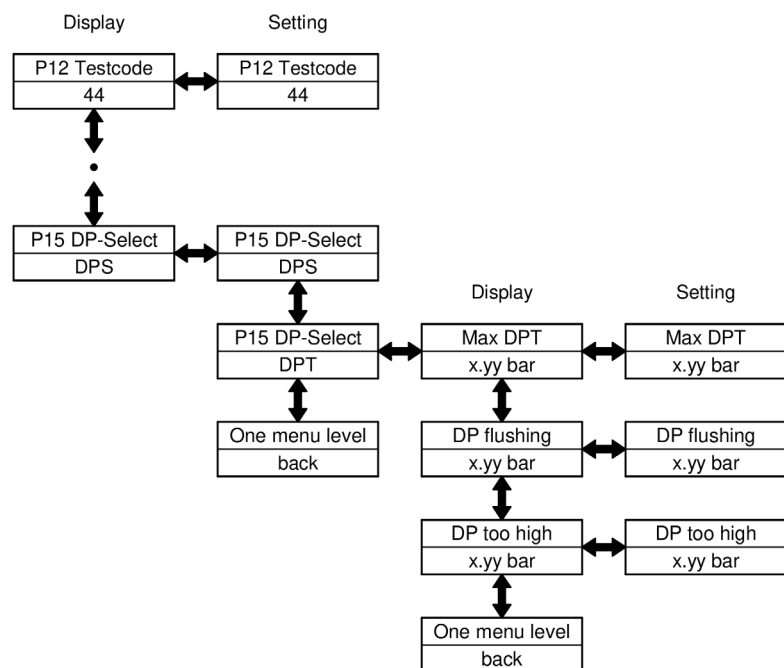 Display Setting
P12 Testcode P12 Testcode
44 44
P15 DP-Select P15 DP-Select
DPS DPS
Display Setting
P15 DP-Select Max DPT Max DPT
DPT x.yy bar x.yy bar
One menu level DP flushing DP flushing
back x.yy bar x.yy bar
DP too high DP too high
x.yy bar x.yy bar
One menu level
back